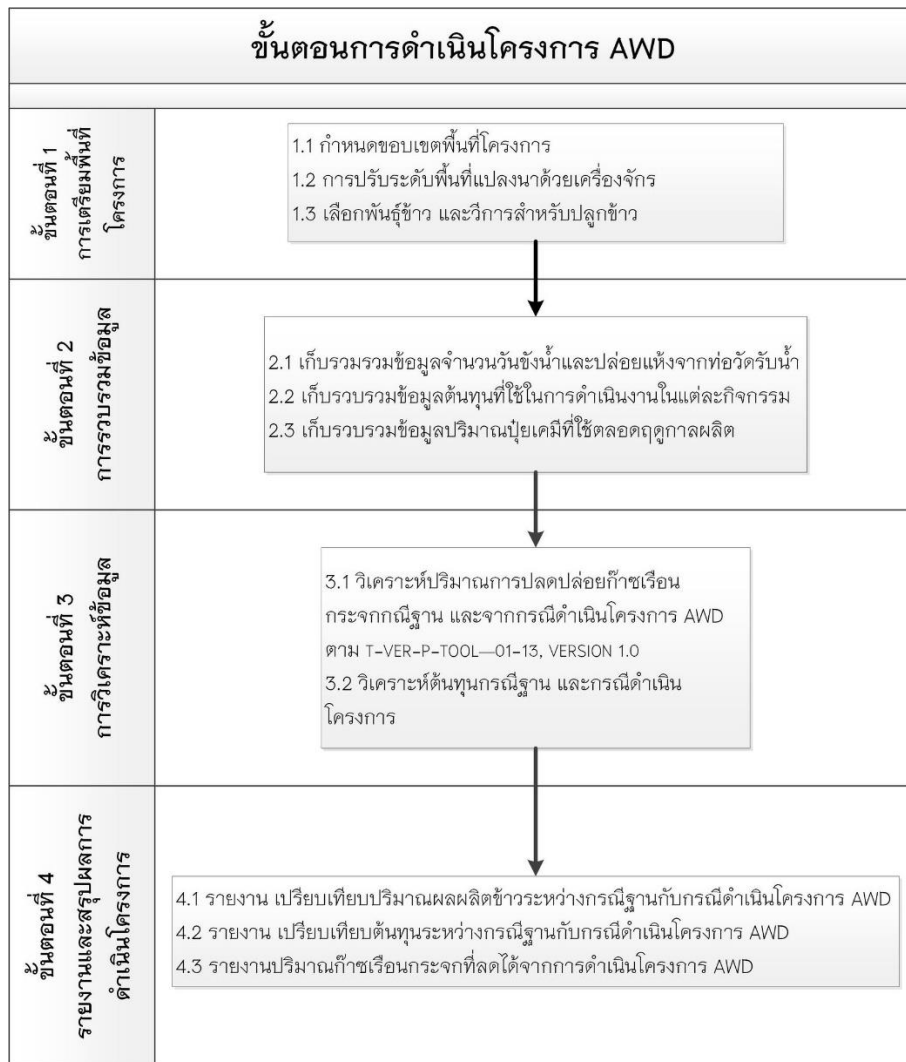 ขั้นตอนการดำเนินโครงการ AWD
ขั้นตอนที่ 1
การเตรียมพื้นที่
โครงการ
1.1 กำหนดขอบเขตพื้นที่โครงการ
1.2 การปรับระดับพื้นที่แปลงนาด้วยเครื่องจักร
1.3 เลือกพันธุ์ข้าว และวีการสำหรับปลูกข้าว
ขั้นตอนที่ 2
การรวบรวมข้อมูล
2.1 เก็บรวมรวมข้อมูลจำนวนวันขังน้ำและปล่อยแห้งจากท่อวัดรับน้ำ
2.2 เก็บรวบรวมข้อมูลต้นทุนที่ใช้ในการดำเนินงานในแต่ละกิจกรรม
2.3 เก็บรวบรวมข้อมูลปริมาณปุ๋ยเคมีที่ใช้ตลอดฤดูกาลผลิต
ขั้นตอนที่ 3
การวิเคราะห์ข้อมูล
3.1 วิเคราะห์ปริมาณการปลดปล่อยก๊าซเรือน
กระจกกณีฐาน และจากกรณีดำเนินโครงการ AWD
ตาม T-VER-P-TOOL—01-13, VERSION 1.0
3.2 วิเคราะห์ต้นทุนกรณีฐาน และกรณีดำเนิน
โครงการ
ขั้นตอนที่ 4
รายงานและสรุปผลการ
ดำเนินโครงการ
4.1 รายงาน เปรียบเทียบปริมาณผลผลิตข้าวระหว่างกรณีฐานกับกรณีดำเนินโครงการ AWD
4.2 รายงาน เปรียบเทียบต้นทุนระหว่างกรณีฐานกับกรณีดำเนินโครงการ AWD
4.3 รายงานปริมาณก๊าซเรือนกระจกที่ลดได้จากการดำเนินโครงการ AWD